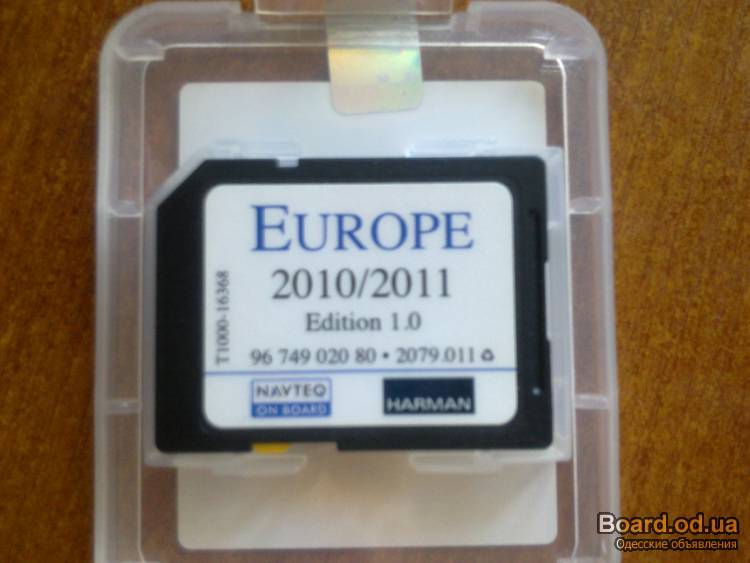 EUROPE
2010/2011
Edition 1.0
T1000-16368
96 749 020 80 • 2079.011
NAVTEQ
ON BOARD
HARMAN
Board.od.ua
Одесские объявления